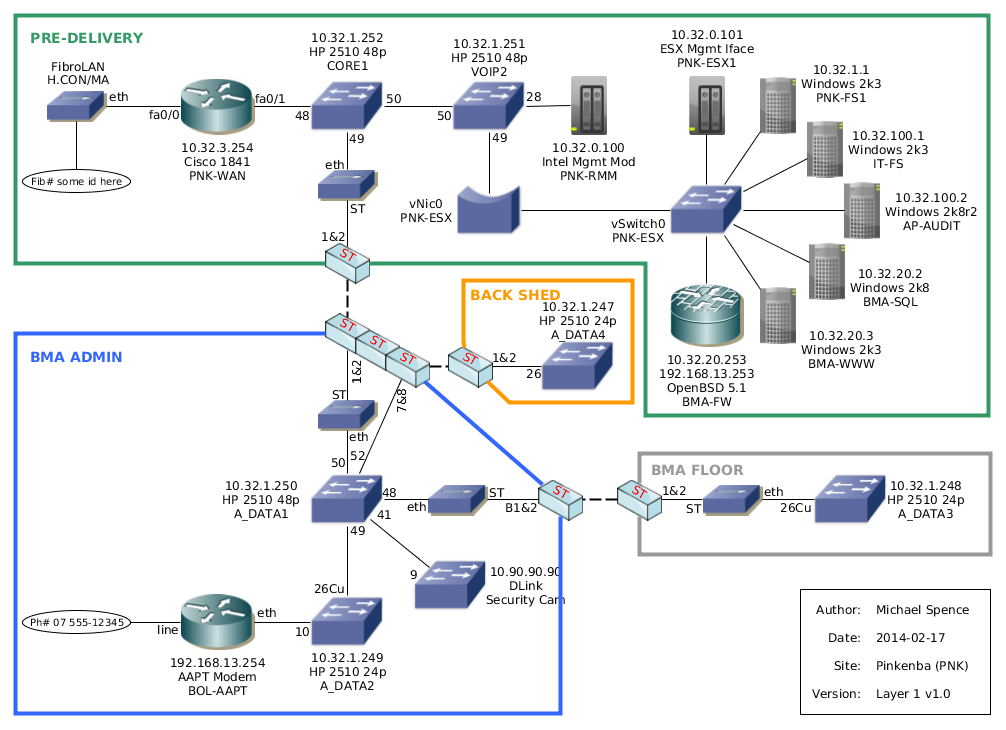 PRE-DELIVERY
FibroLAN
H.CON/MA
eth
fa0/0
Fib# some id here
fa0/1
10.32.3.254
Cisco 1841
PNK-WAN
10.32.1.252
HP 2510 48p
CORE1
48
50
49
eth
ST
1&2
ST
10.32.1.251
HP 2510 48p
VOIP2
50
28
49
10.32.0.100
Intel Mgmt Mod
PNK-RMM
vNic0
PNK-ESX
10.32.0.101
ESX Mgmt Iface
PNK-ESX1
vSwitch0
PNK-ESX
10.32.1.1
Windows 2k3
PNK-FS1
10.32.100.1
Windows 2k3
IT-FS
10.32.100.2
Windows 2k8r2
AP-AUDIT
10.32.20.2
Windows 2k8
BMA-SQL
10.32.20.3
Windows 2k3
BMA-WWW
10.32.20.253
192.168.13.253
OpenBSD 5.1
BMA-FW
BACK SHED
10.32.1.247
HP 2510 24p
A_DATA4
ST
1&2
26
BMA ADMIN
ST
ST
ST
1&2
7&8
ST
eth
50
52
10.32.1.250
HP 2510 48p
A_DATA1
48
41
49
eth
ST
B1&2
ST
9
10.90.90.90
DLink
Security Cam
26Cu
10
10.32.1.249
HP 2510 24p
A_DATA2
Ph# 07 555-12345
line
eth
192.168.13.254
AAPT Modem
BOL-AAPT
BMA FLOOR
ST
1&2
ST
eth
26Cu
10.32.1.248
HP 2510 24p
A_DATA3
Author: Michael Spence
Date: 2014-02-17
Site: Pinkenba (PNK)
Version: Layer 1 v1.0